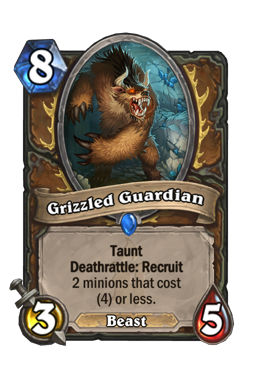 8
Grizzled Guardian
Taunt
Deathrattle: Recruit
2 minions that cost
(4) or less.
3
Beast
5